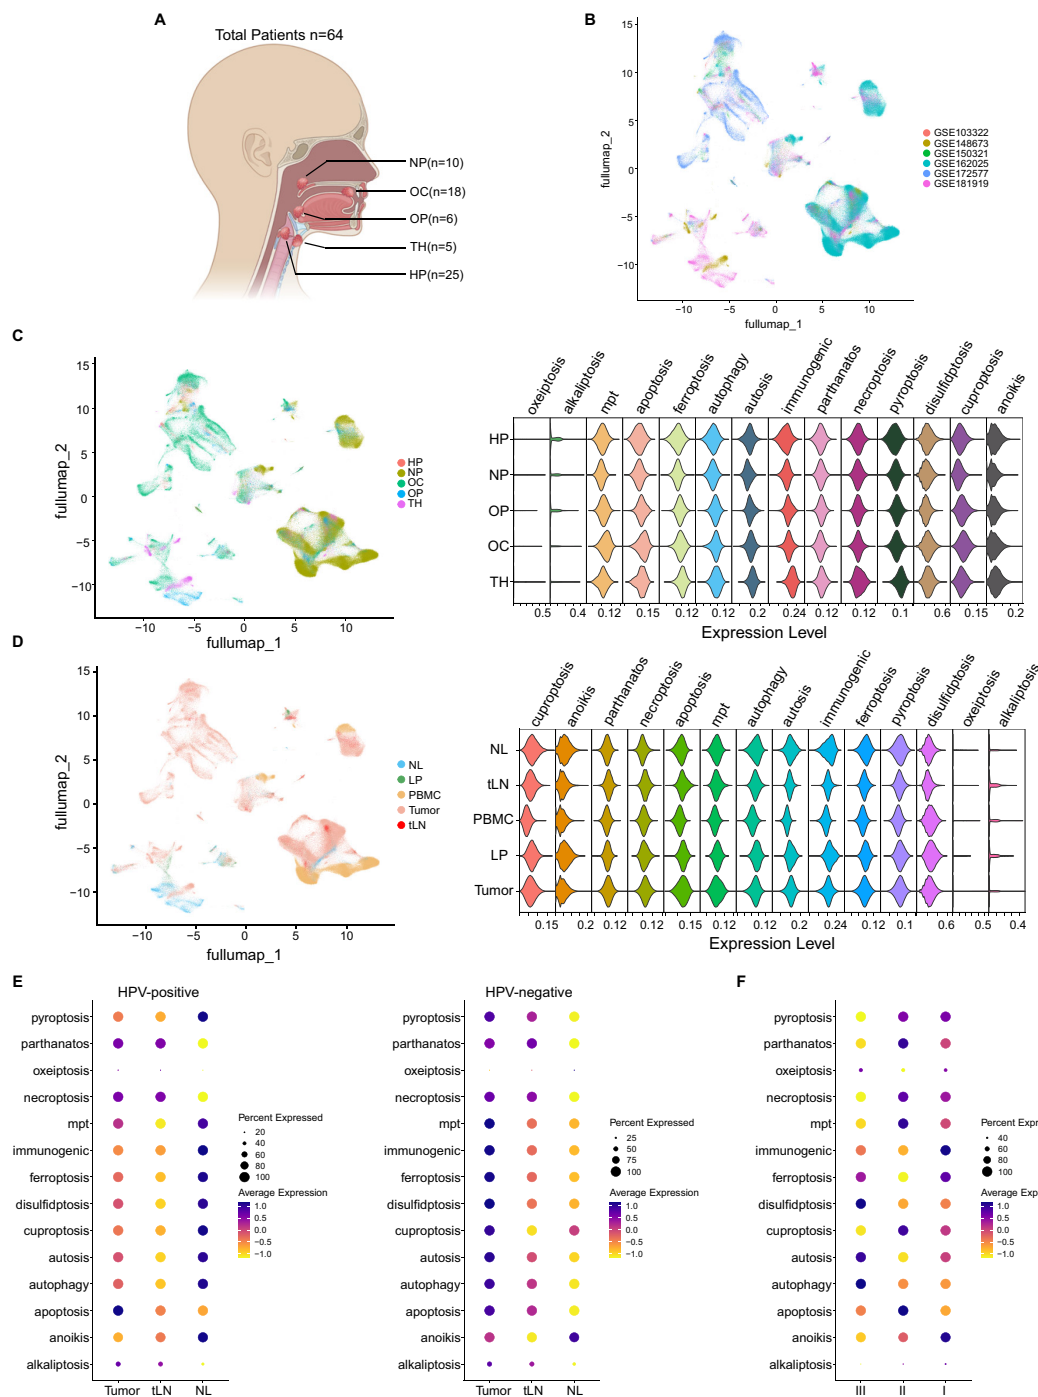 A
Total Patients n=64
NP(n=10)
OC(n=18)
OP(n=6)
TH(n=5)
HP(n=25)
B
15
10
5
0
−5
−10
fullumap_2
−10 −5 0 5 10
fullumap_1
GSE103322
GSE148673
GSE150321
GSE162025
GSE172577
GSE181919
C
15
10
5
0
−5
−10
fullumap_2
−10 −5 0 5 10
fullumap_1
HP
NP
OC
OP
TH
oxeiptosis alkaliptosis mpt apoptosis ferroptosis autophagy autosis immunogenic parthanatos necroptosis pyroptosis disulfidptosis cuproptosis anoikis
HP
NP
OP
OC
TH
0.5 0.4 0.12 0.15 0.12 0.12 0.2 0.24 0.12 0.12 0.1 0.6 0.15 0.2
Expression Level
D
15
10
5
0
−5
−10
fullumap_2
−10 −5 0 5 10
fullumap_1
NL
LP
PBMC
Tumor
tLN
cuproptosis anoikis parthanatos necroptosis apoptosis mpt autophagy autosis immunogenic ferroptosis pyroptosis disulfidptosis oxeiptosis alkaliptosis
NL
tLN
PBMC
LP
Tumor
0.15 0.2 0.12 0.12 0.15 0.12 0.12 0.2 0.24 0.12 0.1 0.6 0.5 0.4
Expression Level
E
HPV-positive
pyroptosis
parthanatos
oxeiptosis
necroptosis
mpt
immunogenic
ferroptosis
disulfidptosis
cuproptosis
autosis
autophagy
apoptosis
anoikis
alkaliptosis
Tumor tLN NL
Percent Expressed
20
40
60
80
100
Average Expression
1.0
0.5
0.0
−0.5
−1.0
HPV-negative
pyroptosis
parthanatos
oxeiptosis
necroptosis
mpt
immunogenic
ferroptosis
disulfidptosis
cuproptosis
autosis
autophagy
apoptosis
anoikis
alkaliptosis
Tumor tLN NL
Percent Expressed
25
50
75
100
Average Expression
1.0
0.5
0.0
−0.5
−1.0
F
pyroptosis
parthanatos
oxeiptosis
necroptosis
mpt
immunogenic
ferroptosis
disulfidptosis
cuproptosis
autosis
autophagy
apoptosis
anoikis
alkaliptosis
III II I
Percent Expre
40
60
80
100
Average Exp
1.0
0.5
0.0
−0.5
−1.0